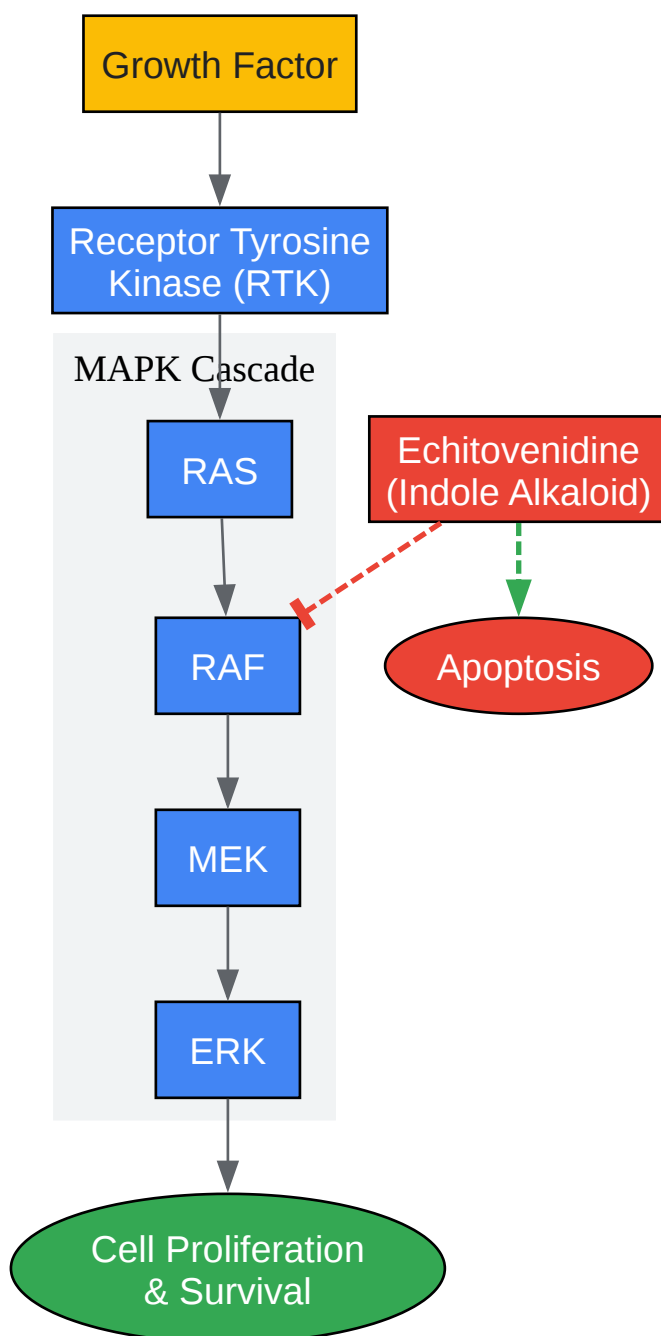 Growth Factor
Receptor Tyrosine
Kinase (RTK)
MAPK Cascade
RAS
Echitovenidine
(Indole Alkaloid)
RAF
Apoptosis
MEK
ERK
Cell Proliferation
& Survival